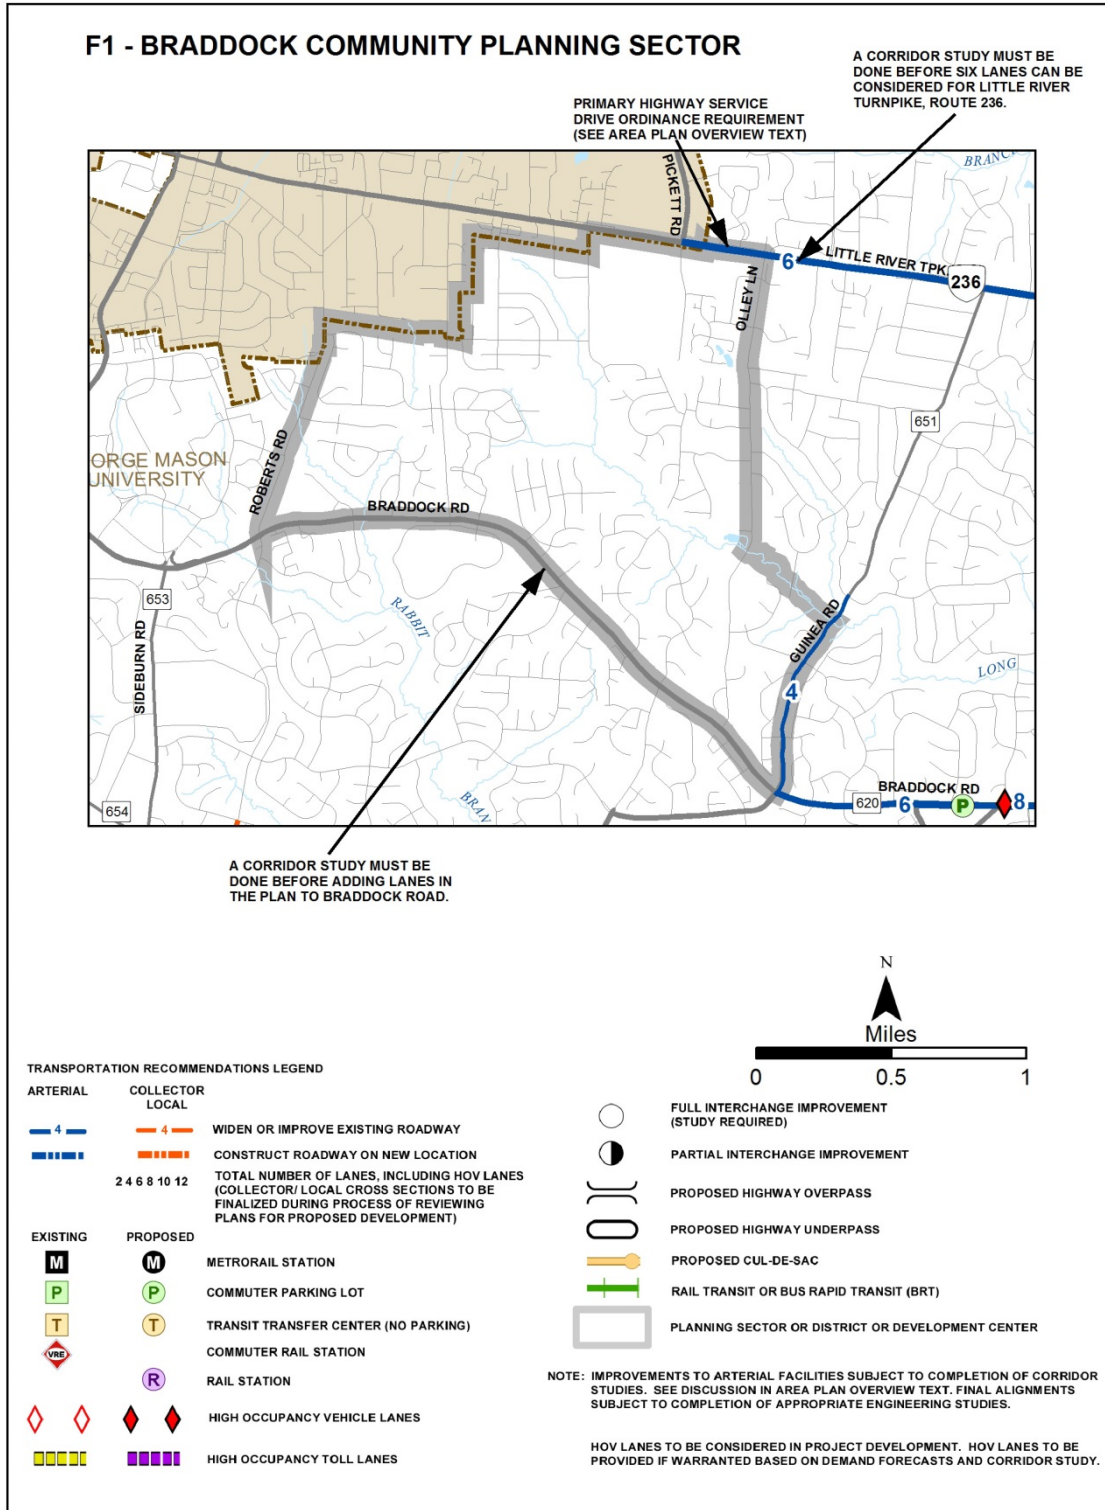 F1 - BRADDOCK COMMUNITY PLANNING SECTOR
A CORRIDOR STUDY MUST BE
DONE BEFORE SIX LANES CAN BE
CONSIDERED FOR LITTLE RIVER
TURNPIKE, ROUTE 236.
PRIMARY HIGHWAY SERVICE
DRIVE ORDINANCE REQUIREMENT
(SEE AREA PLAN OVERVIEW TEXT)
BRANC
PICKETT RD
6
LITTLE RIVER TPK.
236
OLLEY LN
651
ORGE MASON
UNIVERSITY
ROBERTS RD
BRADDOCK RD
653
SIDEBURN RD
RABBIT
GUINEA RD
LONG
4
BRADDOCK RD
654
BRAN
620
6
P
8
A CORRIDOR STUDY MUST BE
DONE BEFORE ADDING LANES IN
THE PLAN TO BRADDOCK ROAD.
N
Miles
0 0.5 1
TRANSPORTATION RECOMMENDATIONS LEGEND
ARTERIAL COLLECTOR
LOCAL
4 4 WIDEN OR IMPROVE EXISTING ROADWAY
CONSTRUCT ROADWAY ON NEW LOCATION
2 4 6 8 10 12 TOTAL NUMBER OF LANES, INCLUDING HOV LANES
(COLLECTOR/ LOCAL CROSS SECTIONS TO BE
FINALIZED DURING PROCESS OF REVIEWING
PLANS FOR PROPOSED DEVELOPMENT)
EXISTING PROPOSED
M M METRORAIL STATION
P P COMMUTER PARKING LOT
T T TRANSIT TRANSFER CENTER (NO PARKING)
VRE COMMUTER RAIL STATION
R RAIL STATION
HIGH OCCUPANCY VEHICLE LANES
HIGH OCCUPANCY TOLL LANES
FULL INTERCHANGE IMPROVEMENT
(STUDY REQUIRED)
PARTIAL INTERCHANGE IMPROVEMENT
PROPOSED HIGHWAY OVERPASS
PROPOSED HIGHWAY UNDERPASS
PROPOSED CUL-DE-SAC
RAIL TRANSIT OR BUS RAPID TRANSIT (BRT)
PLANNING SECTOR OR DISTRICT OR DEVELOPMENT CENTER
NOTE: IMPROVEMENTS TO ARTERIAL FACILITIES SUBJECT TO COMPLETION OF CORRIDOR
STUDIES. SEE DISCUSSION IN AREA PLAN OVERVIEW TEXT. FINAL ALIGNMENTS
SUBJECT TO COMPLETION OF APPROPRIATE ENGINEERING STUDIES.
HOV LANES TO BE CONSIDERED IN PROJECT DEVELOPMENT. HOV LANES TO BE
PROVIDED IF WARRANTED BASED ON DEMAND FORECASTS AND CORRIDOR STUDY.